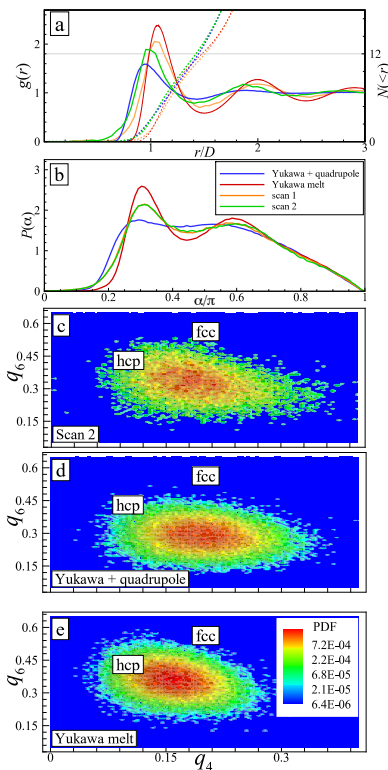 a
g(r)
2
1
0
1
2
3
r/D
12
0
N(<r)
b
P(α)
3
2
1
0
0
0.2
0.4
0.6
0.8
1
α/π
Yukawa + quadrupole
Yukawa melt
scan 1
scan 2
c
q6
0.6
0.45
0.3
0.15
fcc
hcp
Scan 2
d
q6
0.6
0.45
0.3
0.15
fcc
hcp
Yukawa + quadrupole
e
q6
0.6
0.45
0.3
0.15
fcc
hcp
Yukawa melt
PDF
7.2E-04
2.2E-04
6.8E-05
2.1E-05
6.4E-06
0
0.15
0.3
q4